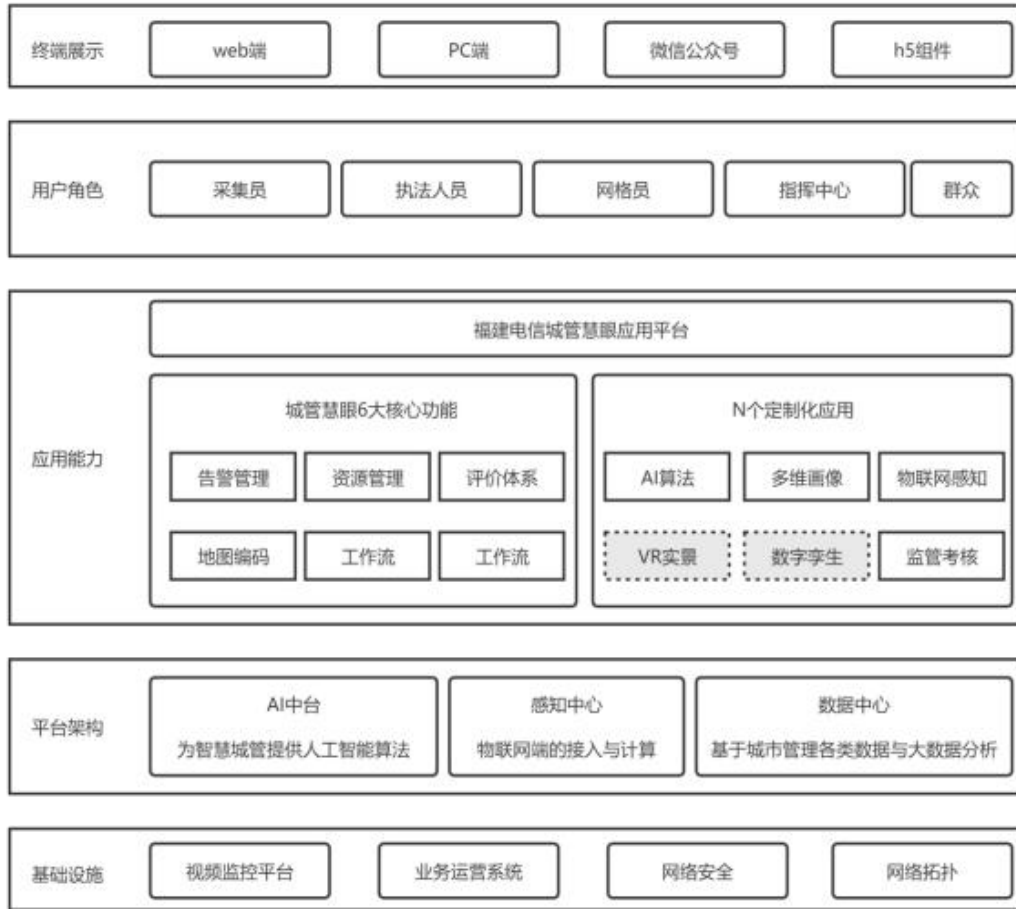 终端展示
web端
PC端
微信公众号
h5组件
用户角色
采集员
执法人员
网格员
指挥中心
群众
应用能力
福建电信城管慧眼应用平台
城管慧眼6大核心功能
告警管理
资源管理
评价体系
地图编码
工作流
工作流
N个定制化应用
AI算法
多维画像
物联网感知
VR实景
数字孪生
监管考核
平台架构
AI中台
为智慧城管提供人工智能算法
感知中心
物联网端的接入与计算
数据中心
基于城市管理各类数据与大数据分析
基础设施
视频监控平台
业务运营系统
网络安全
网络拓扑